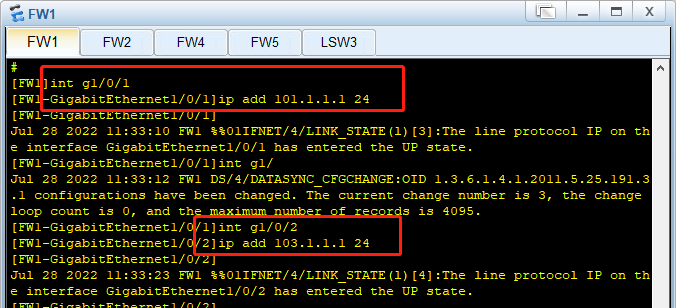 FW1
FW1 FW2 FW4 FW5 LSW3
#
[FW1]int g1/0/1
[FW1-GigabitEthernet1/0/1]ip add 101.1.1.1 24
[FW1-GigabitEthernet1/0/1]
Jul 28 2022 11:33:10 FW1 %%01IFNET/4/LINK_STATE(l)[3]:The line protocol IP on th
e interface GigabitEthernet1/0/1 has entered the UP state.
[FW1-GigabitEthernet1/0/1]int g1/
Jul 28 2022 11:33:12 FW1 DS/4/DATASYNC_CFGCHANGE:OID 1.3.6.1.4.1.2011.5.25.191.3
.1 configurations have been changed. The current change number is 3, the change
loop count is 0, and the maximum number of records is 4095.
[FW1-GigabitEthernet1/0/1]int g1/0/2
[FW1-GigabitEthernet1/0/2]ip add 103.1.1.1 24
[FW1-GigabitEthernet1/0/2]
Jul 28 2022 11:33:23 FW1 %%01IFNET/4/LINK_STATE(l)[4]:The line protocol IP on th
e interface GigabitEthernet1/0/2 has entered the UP state.
[FW1-GigabitEthernet1/0/2]